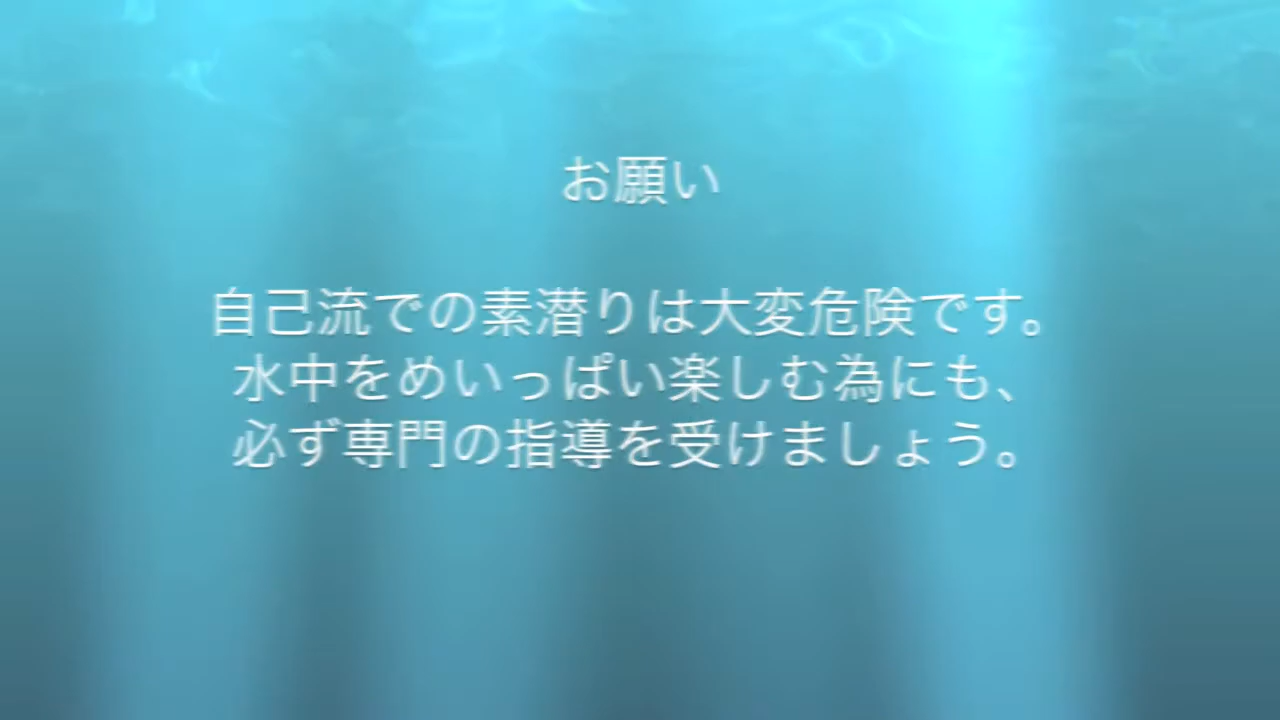 お願い
自己流での素潜りは大変危険です。
水中をめいっぱい楽しむ為にも、
必ず専門の指導を受けましょう。